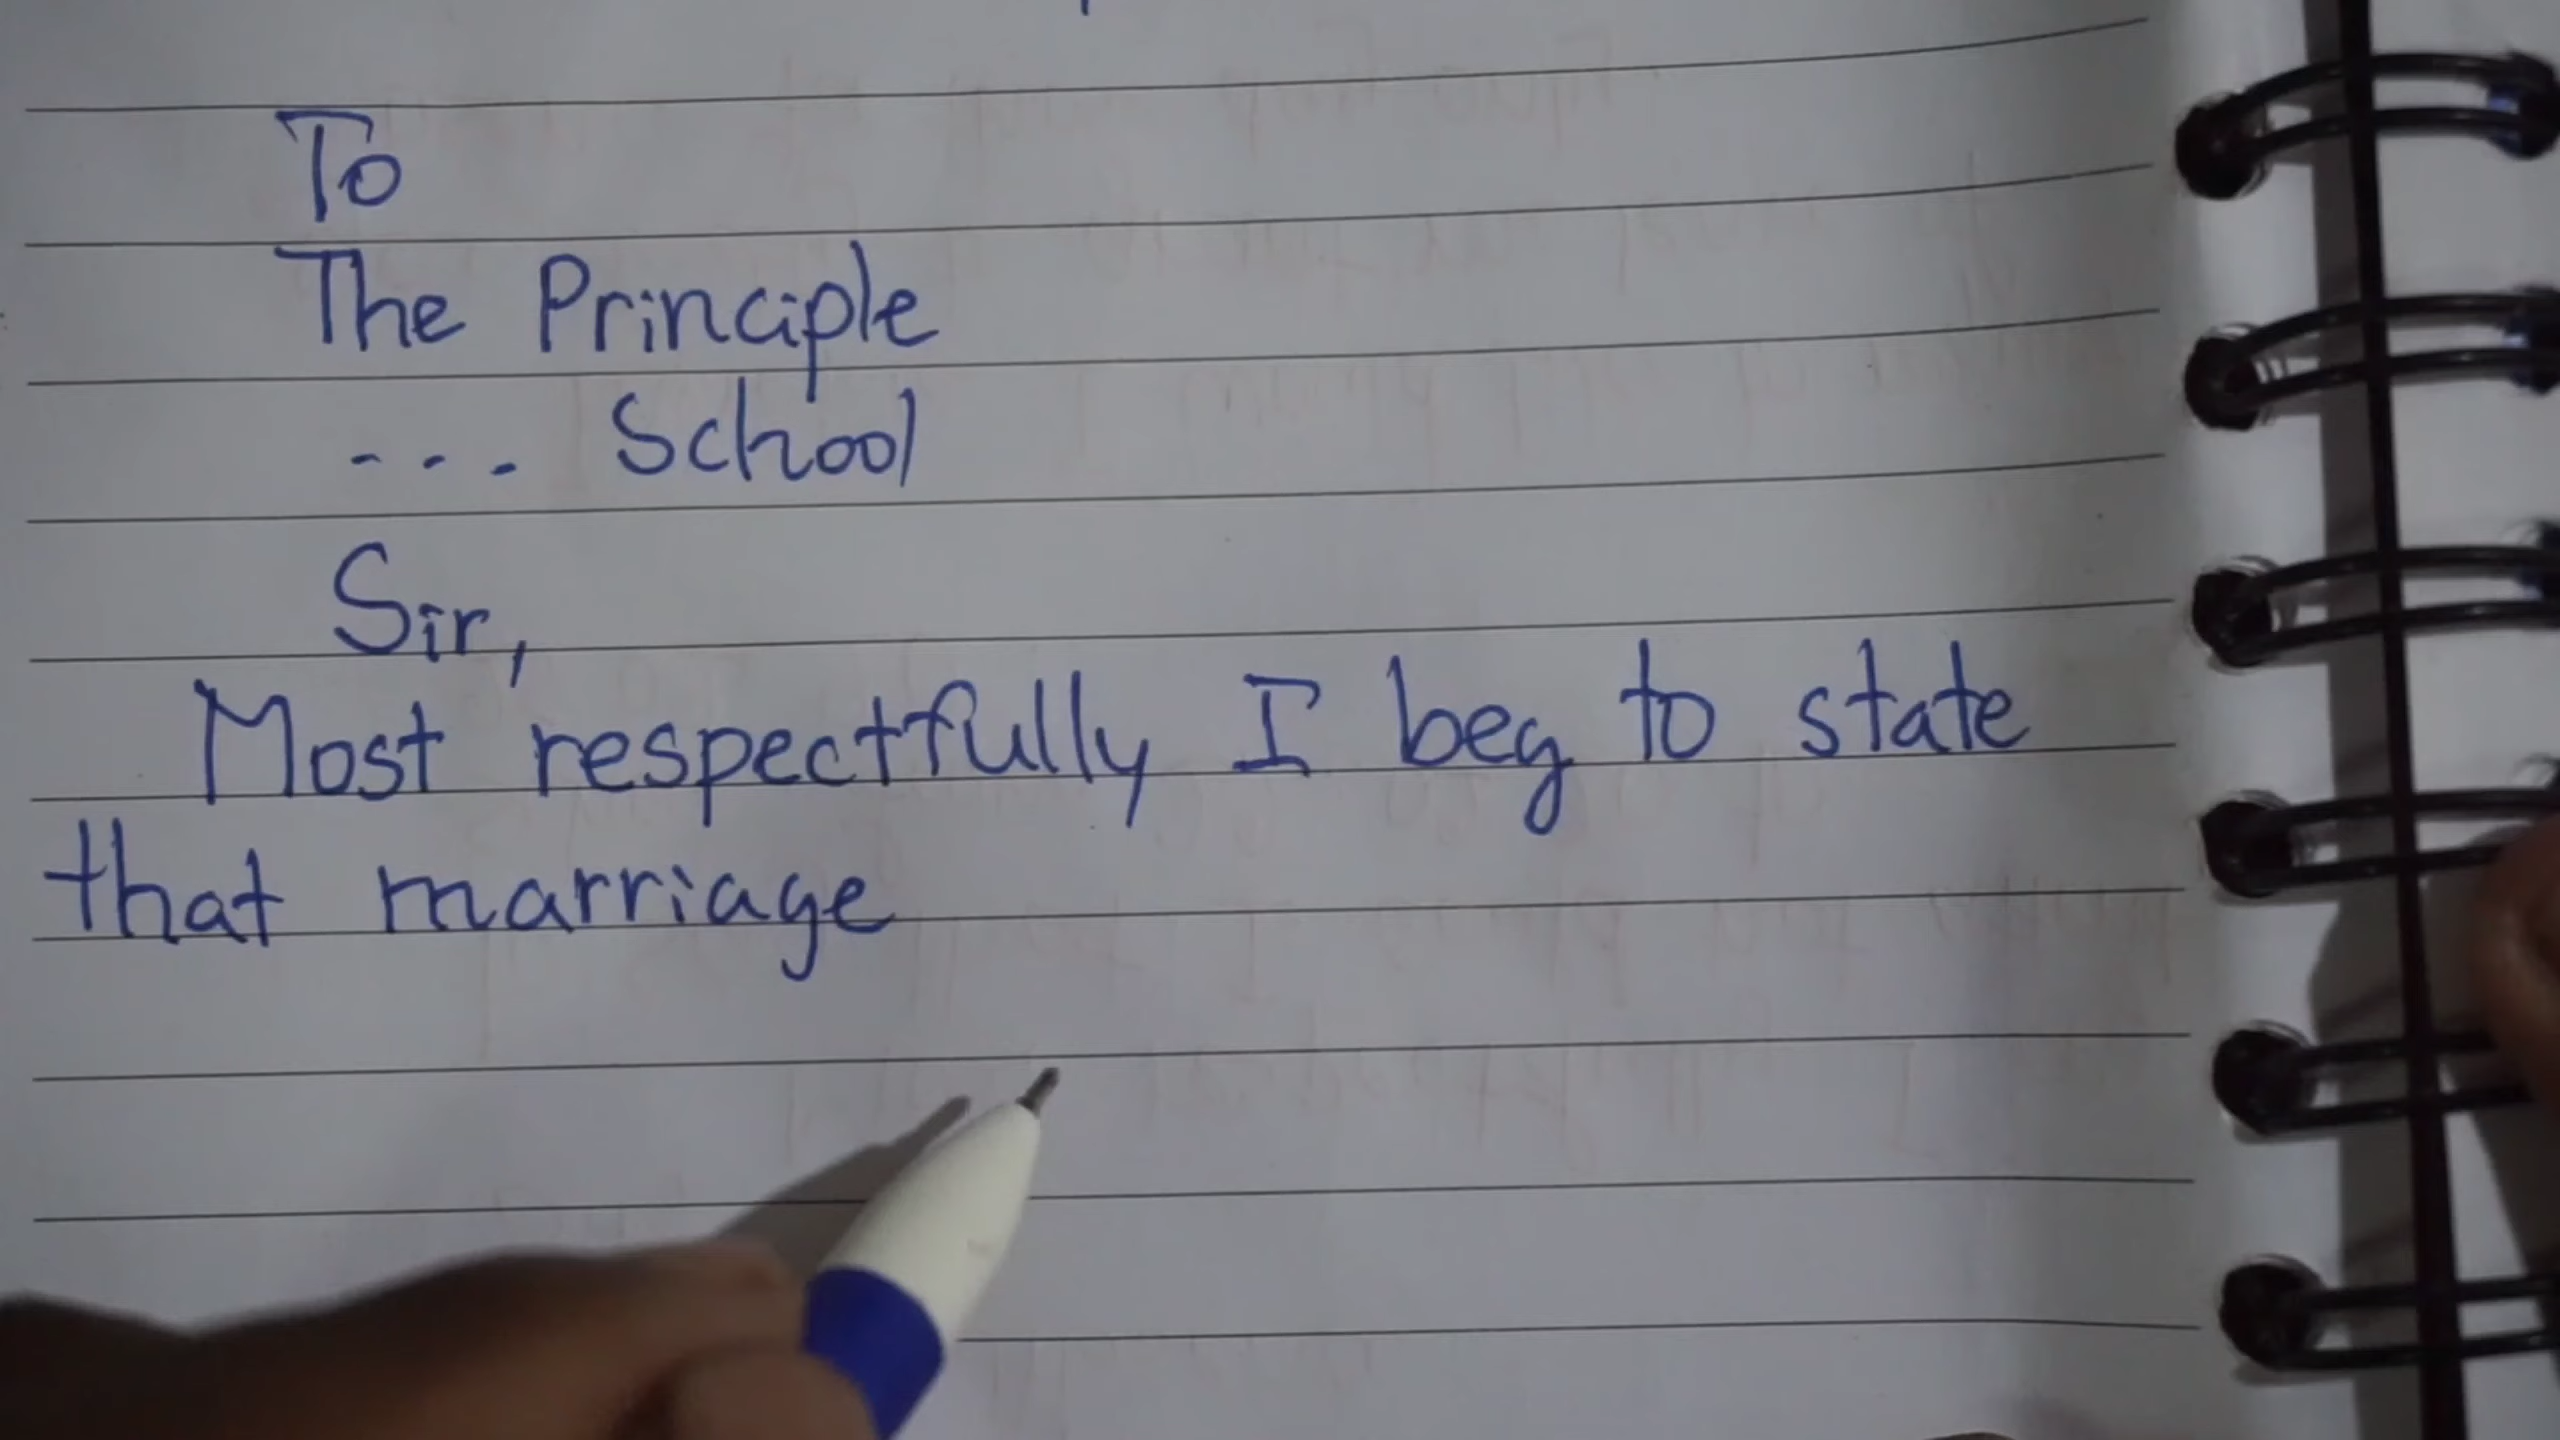 To
The Principle
... School
Sir,
Most respectfully I beg to state
that marriage